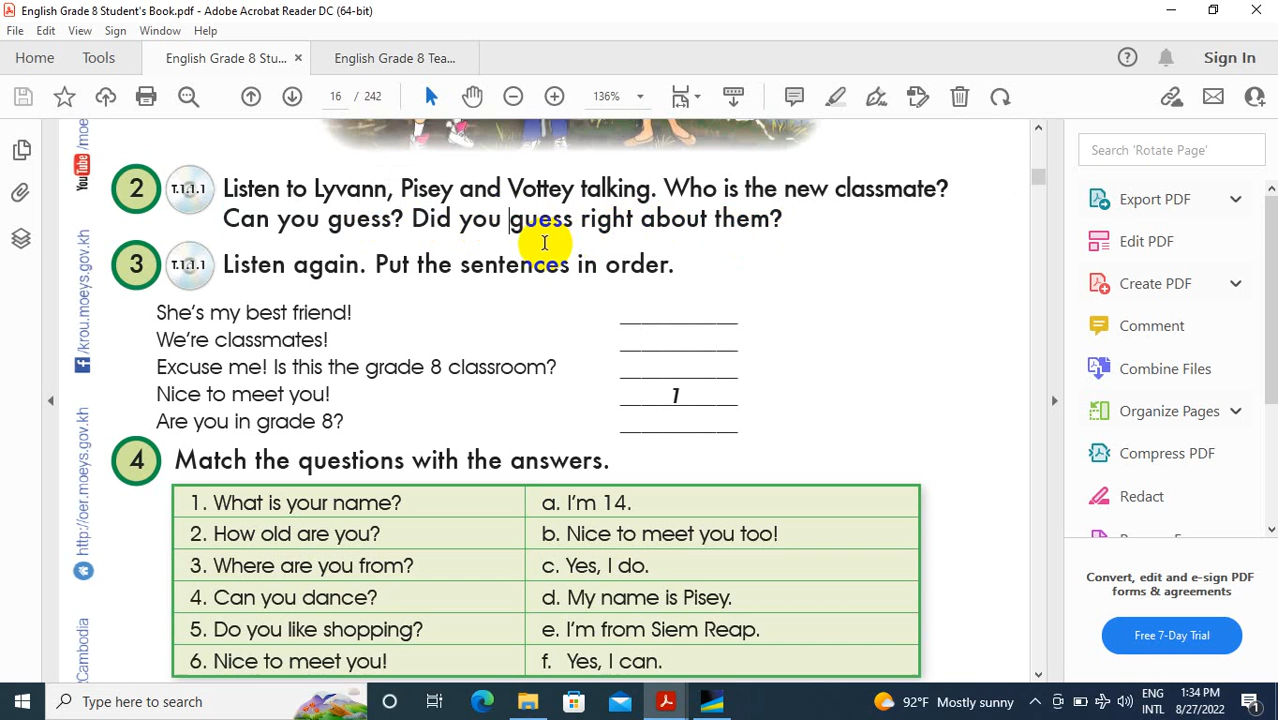 English Grade 8 Student's Book.pdf - Adobe Acrobat Reader DC (64-bit)
File Edit View Sign Window Help
Home Tools English Grade 8 Stu... × English Grade 8 Tea... Sign In
16 / 242 136%
Search 'Rotate Page'
Export PDF
Edit PDF
Create PDF
Comment
Combine Files
Organize Pages
Compress PDF
Redact
Convert, edit and e-sign PDF
forms & agreements
Free 7-Day Trial
YouTube /moe
/krou.moeys.gov.kh
http://oer.moeys.gov.kh
Cambodia
2 T.1.1.1 Listen to Lyvann, Pisey and Vottey talking. Who is the new classmate?
Can you guess? Did you guess right about them?
3 T.1.1.1 Listen again. Put the sentences in order.
She's my best friend!
We're classmates!
Excuse me! Is this the grade 8 classroom?
Nice to meet you! 1
Are you in grade 8?
4 Match the questions with the answers.
1. What is your name? a. I'm 14.
2. How old are you? b. Nice to meet you too!
3. Where are you from? c. Yes, I do.
4. Can you dance? d. My name is Pisey.
5. Do you like shopping? e. I'm from Siem Reap.
6. Nice to meet you! f. Yes, I can.
Type here to search
92°F Mostly sunny
ENG
INTL
1:34 PM
8/27/2022
1